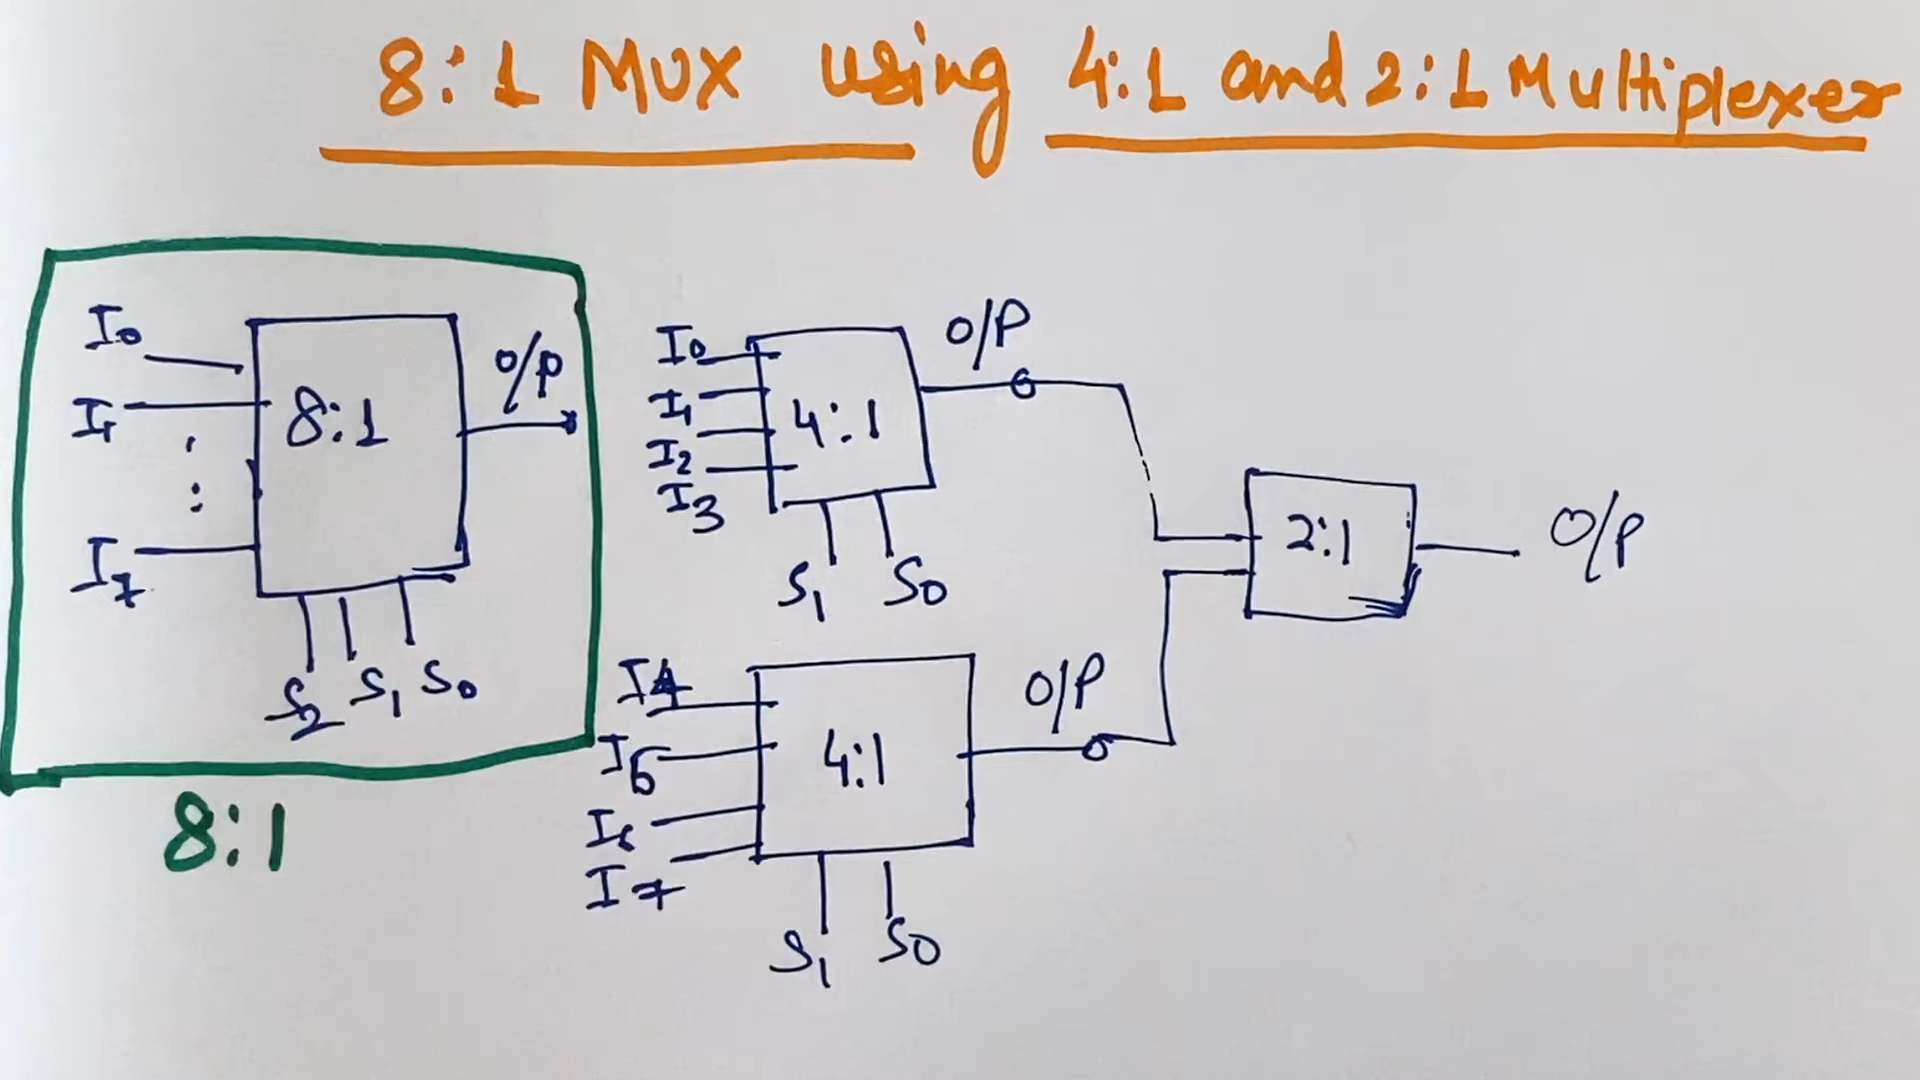 8:1 MUX using 4:1 and 2:1 Multiplexer
I0
I1
I7
8:1
O/P
S2 S1 S0
8:1
I0
I1
I2
I3
4:1
O/P
S1 S0
I4
I5
I6
I7
4:1
O/P
S1 S0
2:1
O/P